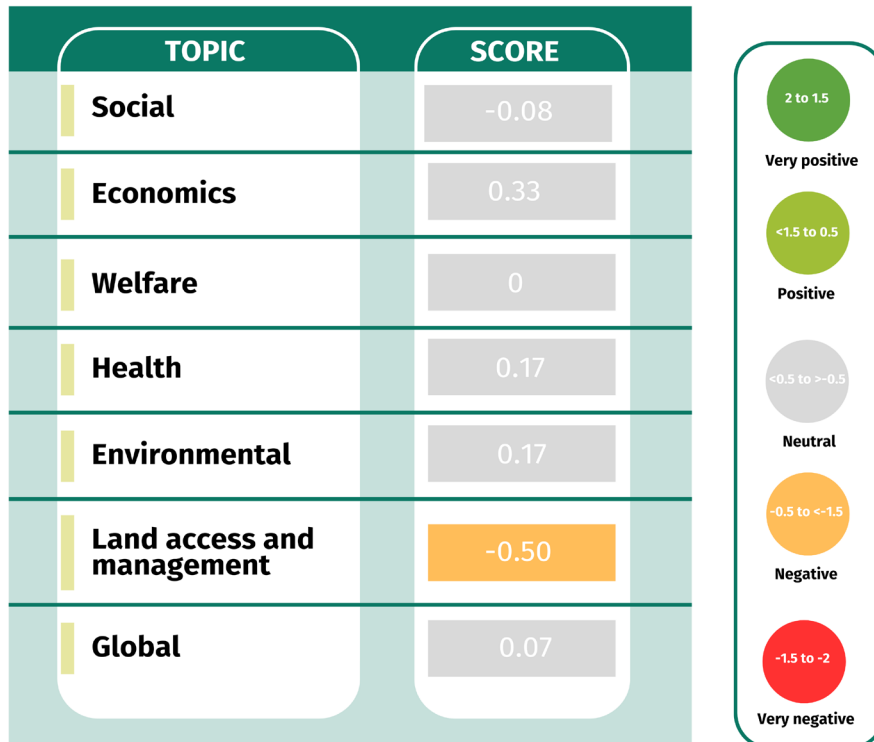 TOPIC SCORE
Social -0.08
Economics 0.33
Welfare 0
Health 0.17
Environmental 0.17
Land access and
management -0.50
Global 0.07
2 to 1.5
Very positive
<1.5 to 0.5
Positive
<0.5 to >-0.5
Neutral
-0.5 to <-1.5
Negative
-1.5 to -2
Very negative